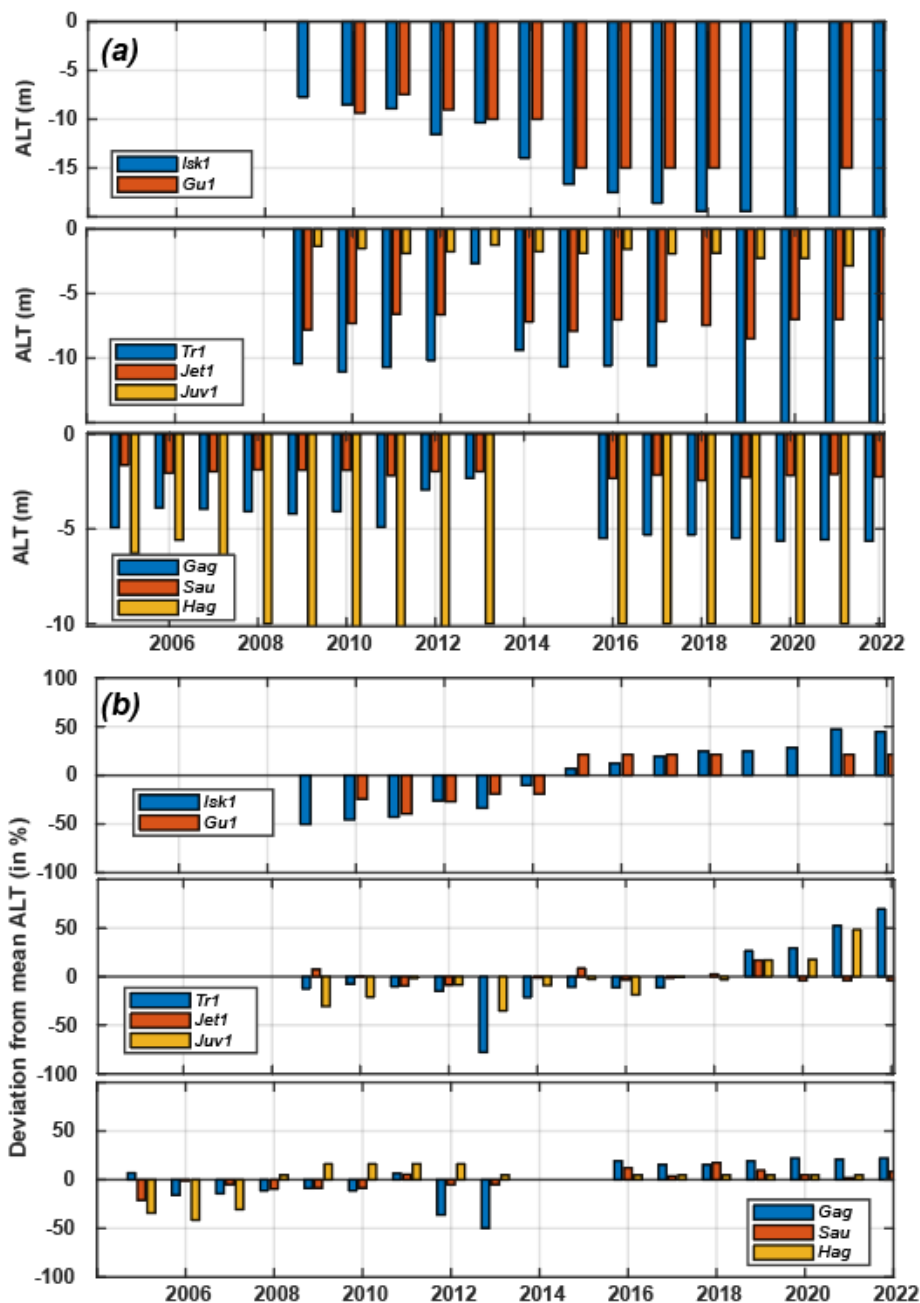 (a)
ALT (m)
0
-5
-10
-15
Isk1
Gu1
ALT (m)
0
-5
-10
Tr1
Jet1
Juv1
ALT (m)
0
-5
-10
Gag
Sau
Hag
2006 2008 2010 2012 2014 2016 2018 2020 2022
(b)
Deviation from mean ALT (in %)
100
50
0
-50
-100
Isk1
Gu1
50
0
-50
-100
Tr1
Jet1
Juv1
50
0
-50
-100
Gag
Sau
Hag
2006 2008 2010 2012 2014 2016 2018 2020 2022